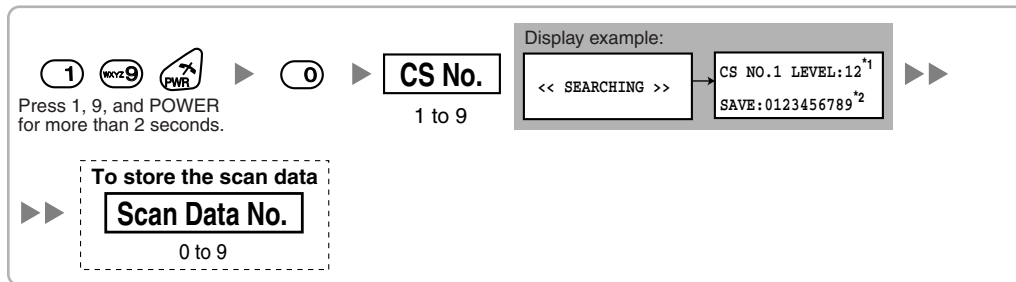 Display example:
1) WXYZ9 PWR 0 CS No. << SEARCHING >> CS NO.1 LEVEL:12*1
SAVE:0123456789*2
Press 1, 9, and POWER
for more than 2 seconds.
1 to 9
To store the scan data
Scan Data No.
0 to 9